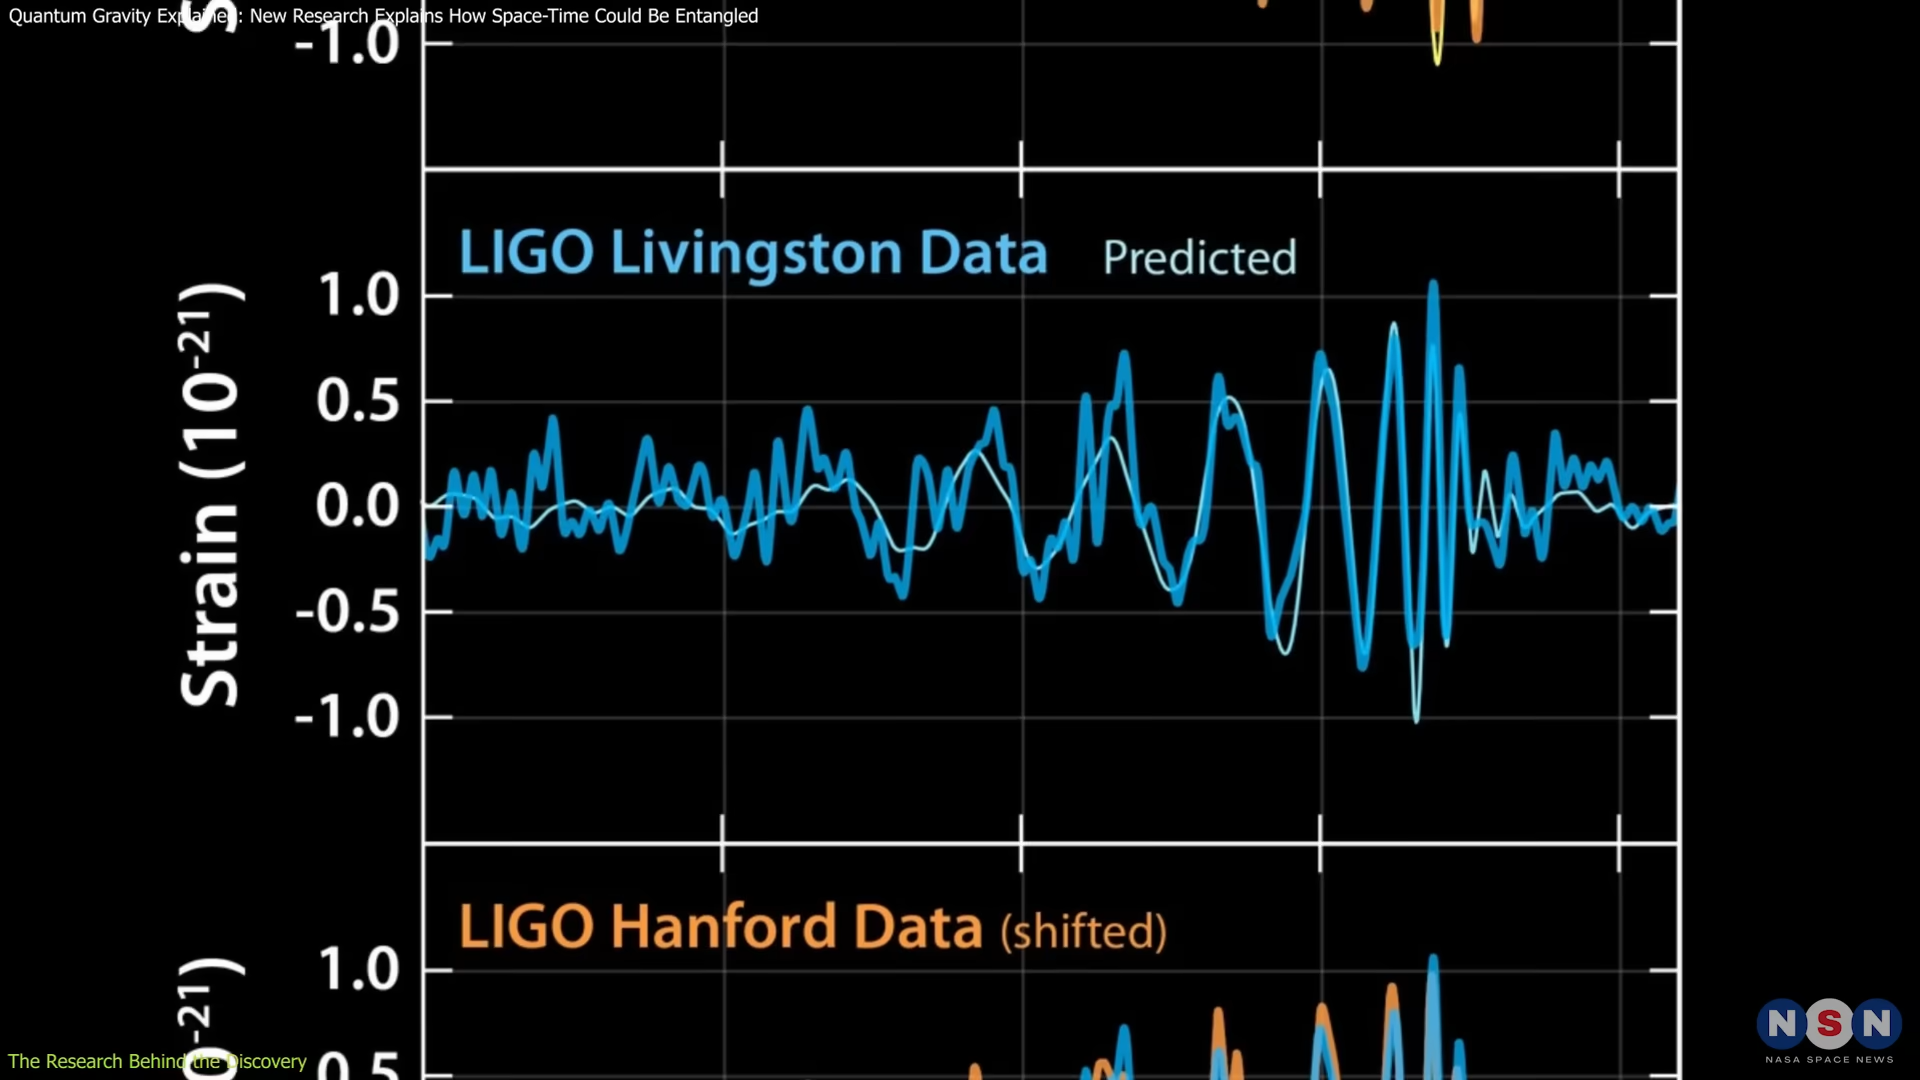 Quantum Gravity Explained: New Research Explains How Space-Time Could Be Entangled
-1.0
LIGO Livingston Data Predicted
Strain (10-21)
1.0
0.5
0.0
-0.5
-1.0
LIGO Hanford Data (shifted)
1.0
0.5
The Research Behind the Discovery
NSN
NASA SPACE NEWS